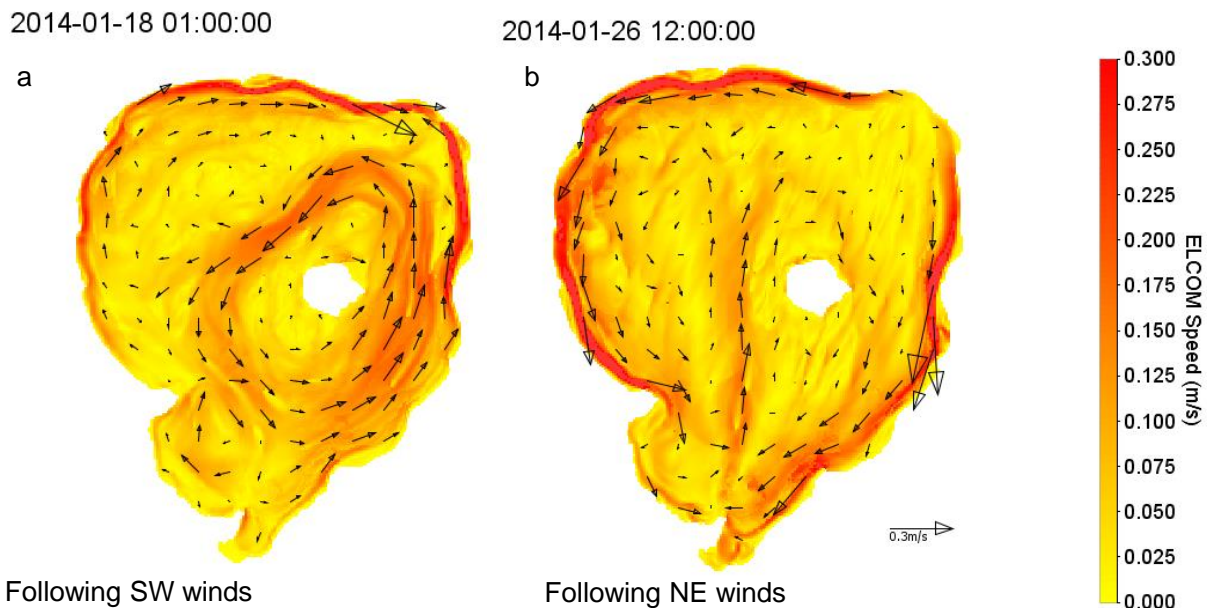 2014-01-18 01:00:00
2014-01-26 12:00:00
a
b
0.300
0.275
0.250
0.225
0.200
0.175
0.150
0.125
0.100
0.075
0.050
0.025
0.000
ELCOM Speed (m/s)
0.3m/s
Following SW winds
Following NE winds